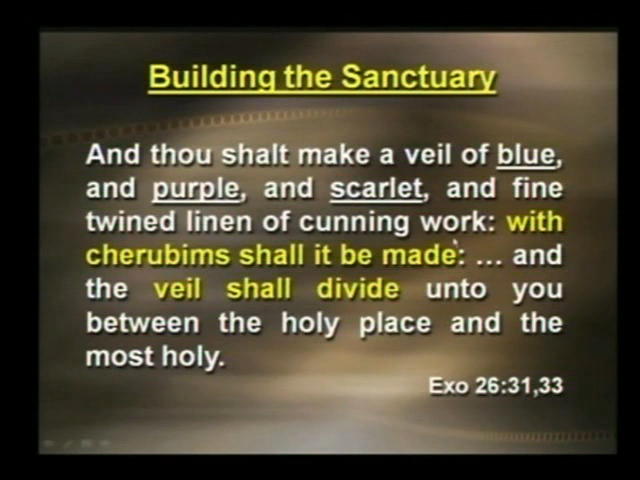 Building the Sanctuary
And thou shalt make a veil of blue,
and purple, and scarlet, and fine
twined linen of cunning work: with
cherubims shall it be made: ... and
the veil shall divide unto you
between the holy place and the
most holy.
Exo 26:31,33